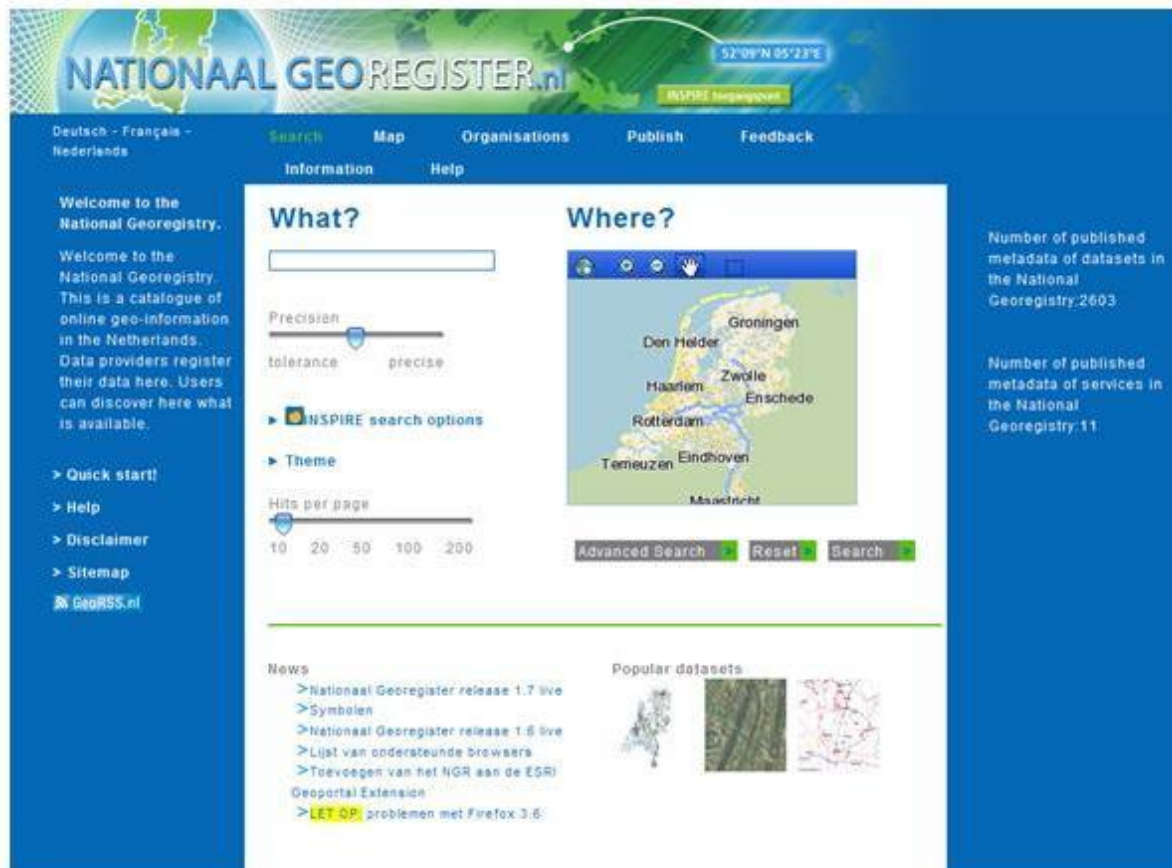 NATIONAAL GEOREGISTER.nl
52°09'N 05°23'E
INSPIRE toegangspunt
Deutsch - Français -
Nederlands
Search Map Organisations Publish Feedback
Information Help
Welcome to the
National Georegistry.
Welcome to the
National Georegistry.
This is a catalogue of
online geo-information
in the Netherlands.
Data providers register
their data here. Users
can discover here what
is available.
> Quick start!
> Help
> Disclaimer
> Sitemap
GeoRSS.nl
What?
Precision
tolerance precise
INSPIRE search options
Theme
Hits per page
10 20 50 100 200
Where?
Groningen
Den Helder
Zwolle
Haarlem
Enschede
Rotterdam
Eindhoven
Terneuzen
Maastricht
Advanced Search > Reset > Search >
Number of published
metadata of datasets in
the National
Georegistry:2603
Number of published
metadata of services in
the National
Georegistry:11
News
>Nationaal Georegister release 1.7 live
>Symbolen
>Nationaal Georegister release 1.6 live
>Lijst van ondersteunde browsers
>Toevoegen van het NGR aan de ESRI
Geoportal Extension
>LET OP: problemen met Firefox 3.6
Popular datasets